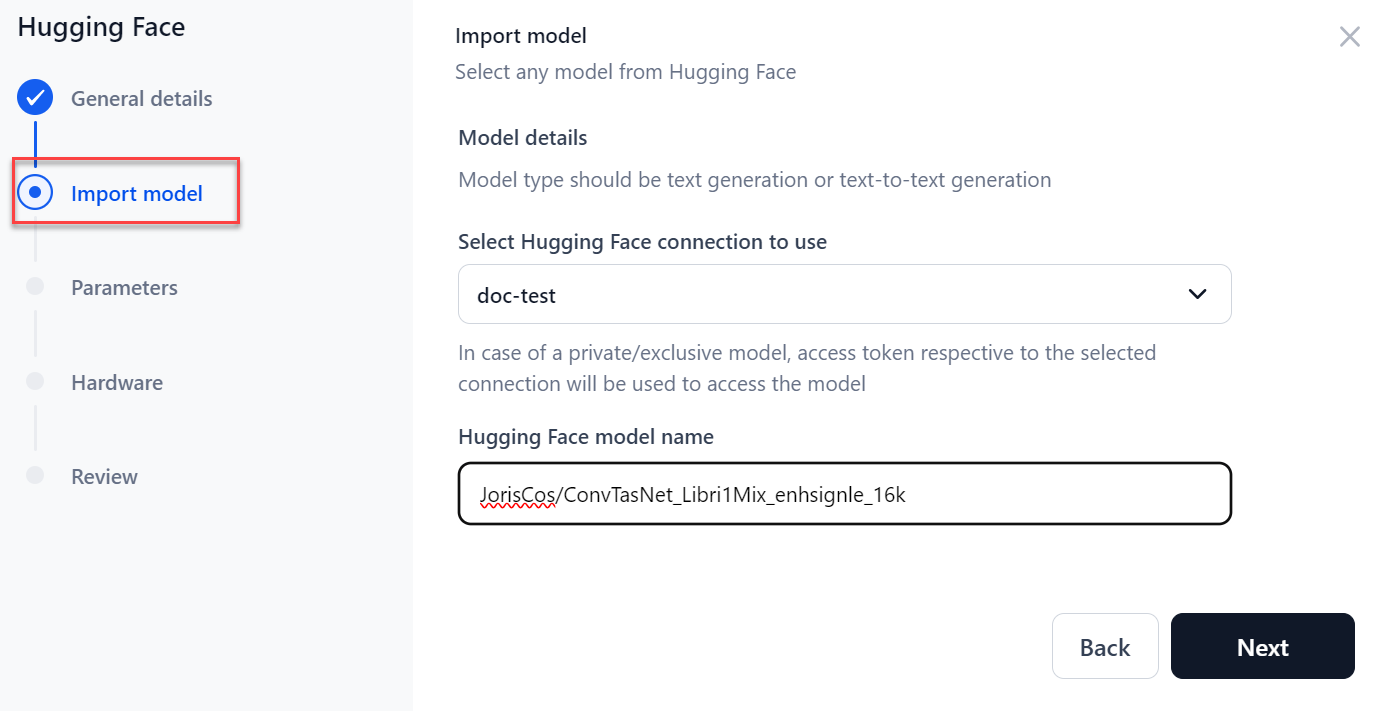 Hugging Face
General details
Import model
Parameters
Hardware
Review
Import model
Select any model from Hugging Face
Model details
Model type should be text generation or text-to-text generation
Select Hugging Face connection to use
doc-test
In case of a private/exclusive model, access token respective to the selected
connection will be used to access the model
Hugging Face model name
JorisCos/ConvTasNet_Libri1Mix_enhsignle_16k
Back
Next